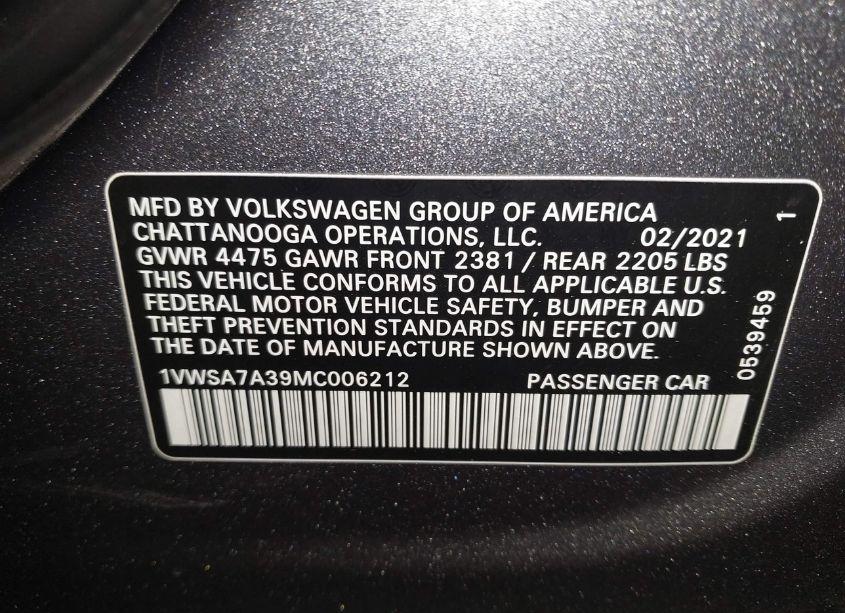 MFD BY VOLKSWAGEN GROUP OF AMERICA
CHATTANOOGA OPERATIONS, LLC. 02/2021
GVWR 4475 GAWR FRONT 2381 / REAR 2205 LBS
THIS VEHICLE CONFORMS TO ALL APPLICABLE U.S.
FEDERAL MOTOR VEHICLE SAFETY, BUMPER AND
THEFT PREVENTION STANDARDS IN EFFECT ON
THE DATE OF MANUFACTURE SHOWN ABOVE.
1VWSA7A39MC006212 PASSENGER CAR
0539459 1